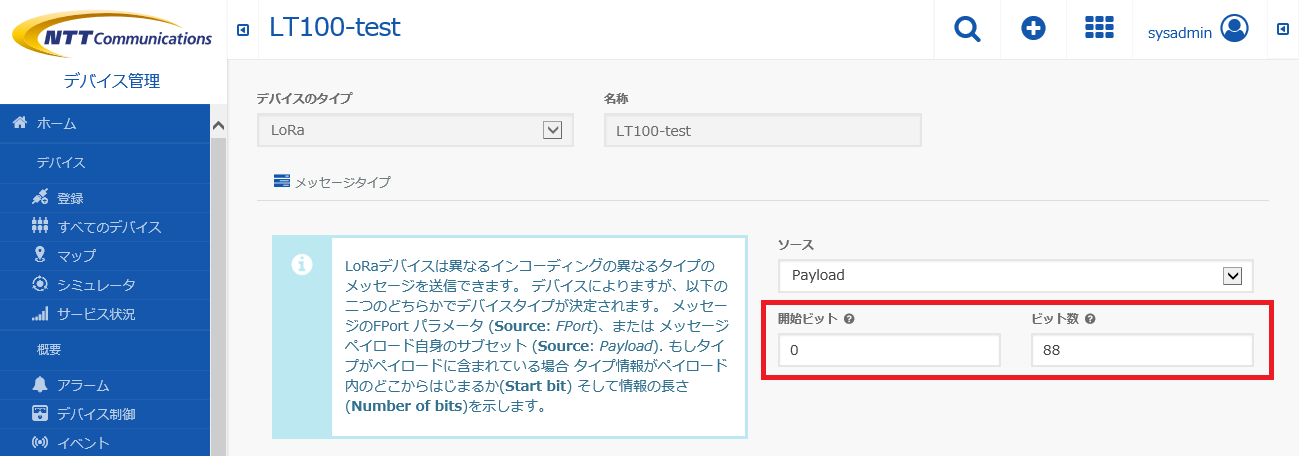 NTT Communications
デバイス管理
ホーム
デバイス
登録
すべてのデバイス
マップ
シミュレータ
サービス状況
概要
アラーム
デバイス制御
イベント
LT100-test
sysadmin
デバイスのタイプ
名称
LoRa
LT100-test
メッセージタイプ
LoRaデバイスは異なるインコーディングの異なるタイプの
メッセージを送信できます。 デバイスによりますが、以下の
二つのどちらかでデバイスタイプが決定されます。 メッセー
ジのFPort パラメータ (Source: FPort)、または メッセージ
ペイロード自身のサブセット (Source: Payload). もしタイ
プがペイロードに含まれている場合 タイプ情報がペイロード
内のどこからはじまるか(Start bit) そして情報の長さ
(Number of bits)を示します。
ソース
Payload
開始ビット
ビット数
0
88